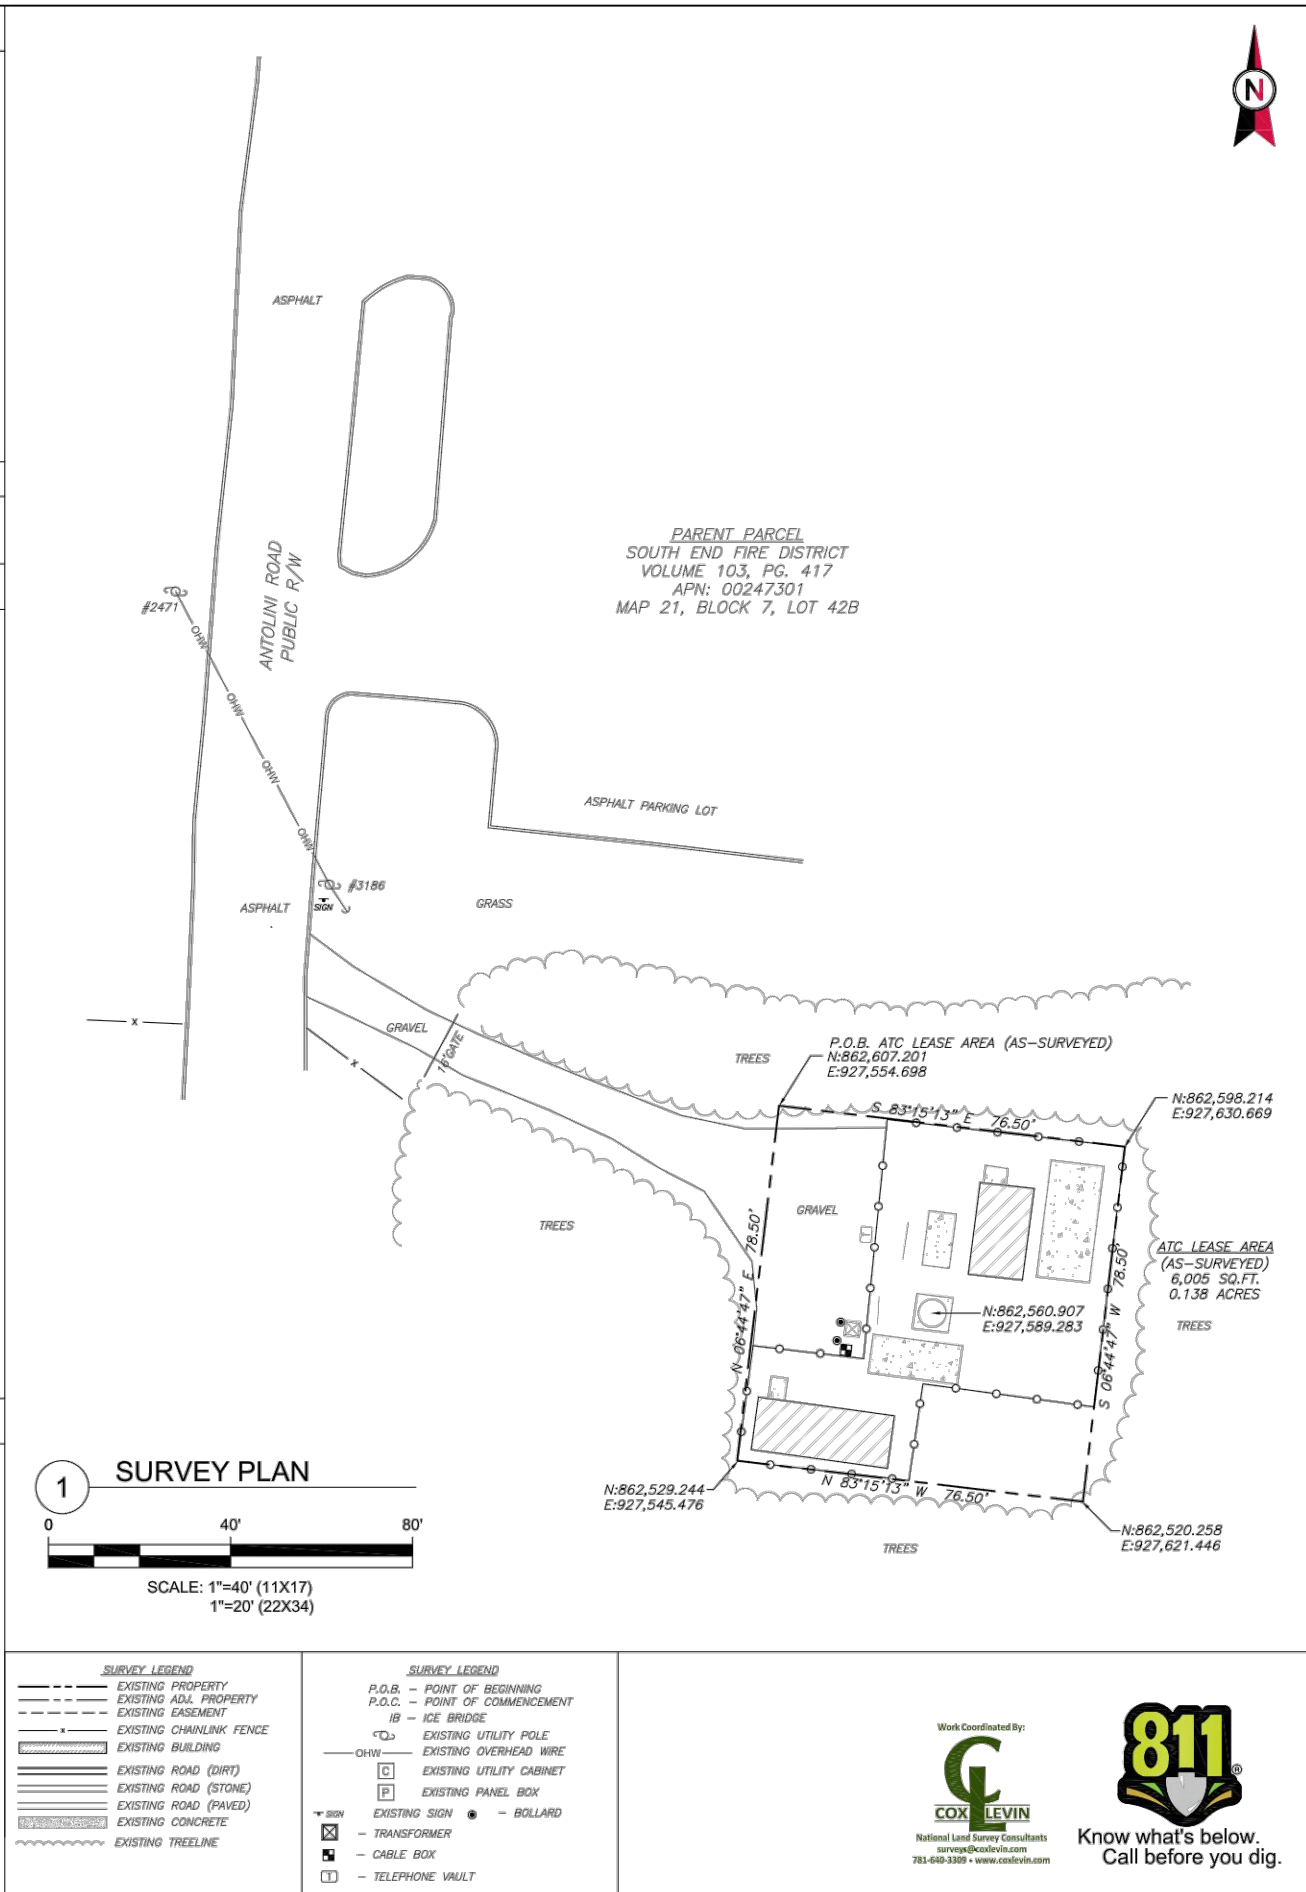 N
ASPHALT
PARENT PARCEL
SOUTH END FIRE DISTRICT
VOLUME 103, PG. 417
APN: 00247301
MAP 21, BLOCK 7, LOT 42B
ANTOLINI ROAD
PUBLIC R/W
#2471
OHW
OHW
OHW
OHW
ASPHALT PARKING LOT
#3186
SIGN
ASPHALT
GRASS
x
GRAVEL
16'GATE
x
TREES
P.O.B. ATC LEASE AREA (AS-SURVEYED)
N:862,607.201
E:927,554.698
N:862,598.214
E:927,630.669
S 83°15'13" E 76.50'
GRAVEL
TREES
T
N 06°44'47" E 78.50'
S 06°44'47" W 78.50'
ATC LEASE AREA
(AS-SURVEYED)
6,005 SQ.FT.
0.138 ACRES
TREES
N:862,560.907
E:927,589.283
N:862,529.244
E:927,545.476
N 83°15'13" W 76.50'
N:862,520.258
E:927,621.446
TREES
1 SURVEY PLAN
0 40' 80'
SCALE: 1"=40' (11X17)
1"=20' (22X34)
SURVEY LEGEND
EXISTING PROPERTY
EXISTING ADJ. PROPERTY
EXISTING EASEMENT
x EXISTING CHAINLINK FENCE
EXISTING BUILDING
EXISTING ROAD (DIRT)
EXISTING ROAD (STONE)
EXISTING ROAD (PAVED)
EXISTING CONCRETE
EXISTING TREELINE
SURVEY LEGEND
P.O.B. - POINT OF BEGINNING
P.O.C. - POINT OF COMMENCEMENT
IB - ICE BRIDGE
EXISTING UTILITY POLE
OHW EXISTING OVERHEAD WIRE
C EXISTING UTILITY CABINET
P EXISTING PANEL BOX
SIGN EXISTING SIGN - BOLLARD
- TRANSFORMER
- CABLE BOX
T - TELEPHONE VAULT
Work Coordinated By:
CL
COX LEVIN
National Land Survey Consultants
surveys@coxlevin.com
781-640-3309 • www.coxlevin.com
811®
Know what's below.
Call before you dig.